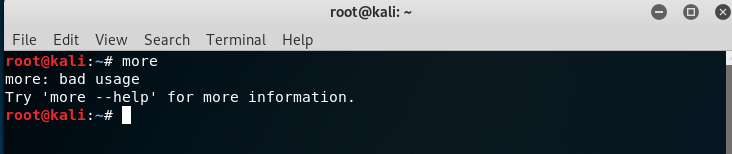 root@kali: ~
File Edit View Search Terminal Help
root@kali:~# more
more: bad usage
Try 'more --help' for more information.
root@kali:~#